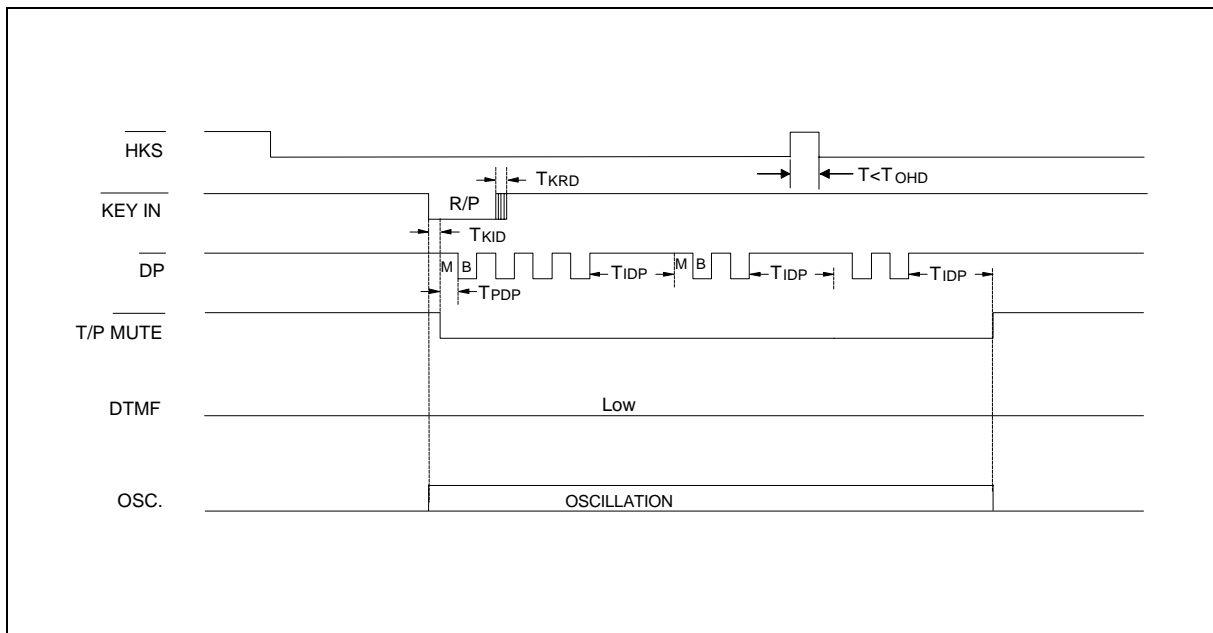 HKS
T<TOHD
TKRD
KEY IN
R/P
TKID
DP
M B
TIDP
M B
TIDP
TIDP
TPDP
T/P MUTE
DTMF
Low
OSC.
OSCILLATION